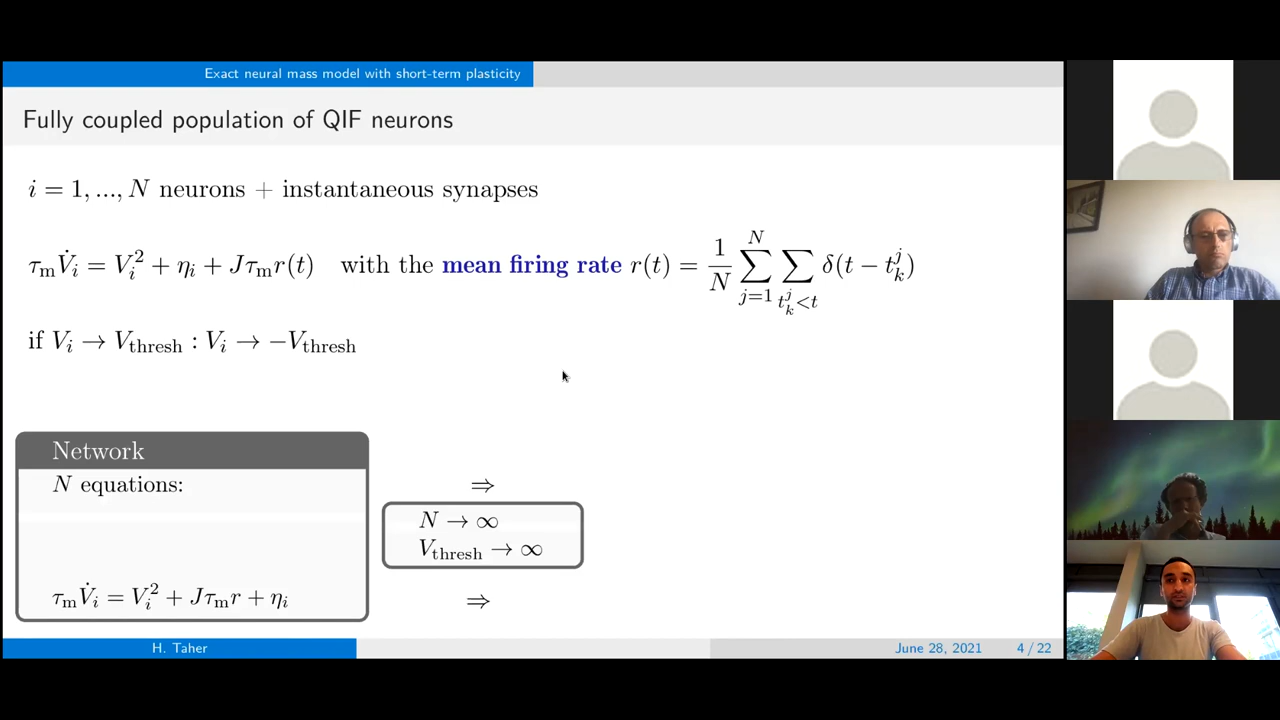 Exact neural mass model with short-term plasticity
Fully coupled population of QIF neurons
i = 1, ..., N neurons + instantaneous synapses
τ_m V̇_i = V_i^2 + η_i + Jτ_m r(t) with the mean firing rate r(t) = 1/N ∑_{j=1}^{N} ∑_{t_k^j<t} δ(t − t_k^j)
if V_i → V_thresh : V_i → −V_thresh
Network
N equations:
τ_m V̇_i = V_i^2 + Jτ_m r + η_i
⇒
N → ∞
V_thresh → ∞
⇒
H. Taher
June 28, 2021
4 / 22